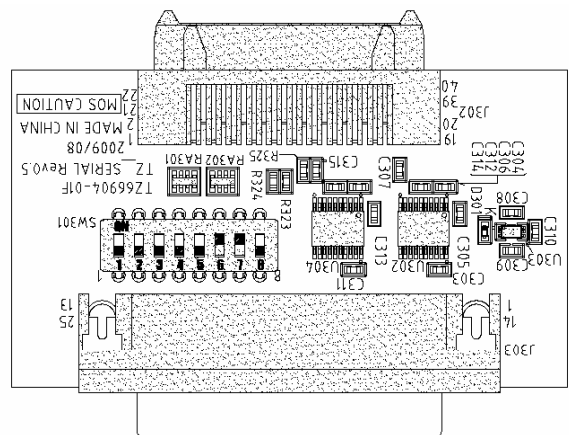 40
39
J302
20
19
22
21
2
1
MOS CAUTION
MADE IN CHINA
2009/08
TZ_SERIAL Rev0.5
TZ66904-01F
RA301
RA302
R325
C315
C307
R324
R323
C304
C306
C312
C314
D301
K
C308
C310
U303
C309
SW301
ON
1 2 3 4 5 6 7 8
C313
C305
U304
C311
U302
C303
13
25
1
14
J303